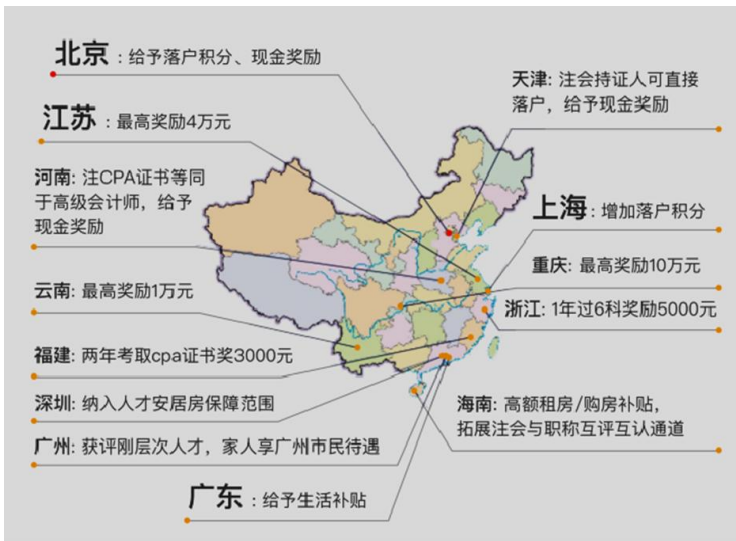 北京：给予落户积分、现金奖励
天津: 注会持证人可直接
落户，给予现金奖励
江苏：最高奖励4万元
河南: 注CPA证书等同
于高级会计师，给予
现金奖励
上海：增加落户积分
重庆: 最高奖励10万元
云南: 最高奖励1万元
浙江: 1年过6科奖励5000元
福建: 两年考取cpa证书奖3000元
深圳: 纳入人才安居房保障范围
海南: 高额租房/购房补贴，
拓展注会与职称互评互认通道
广州: 获评刚层次人才，家人享广州市民待遇
广东：给予生活补贴